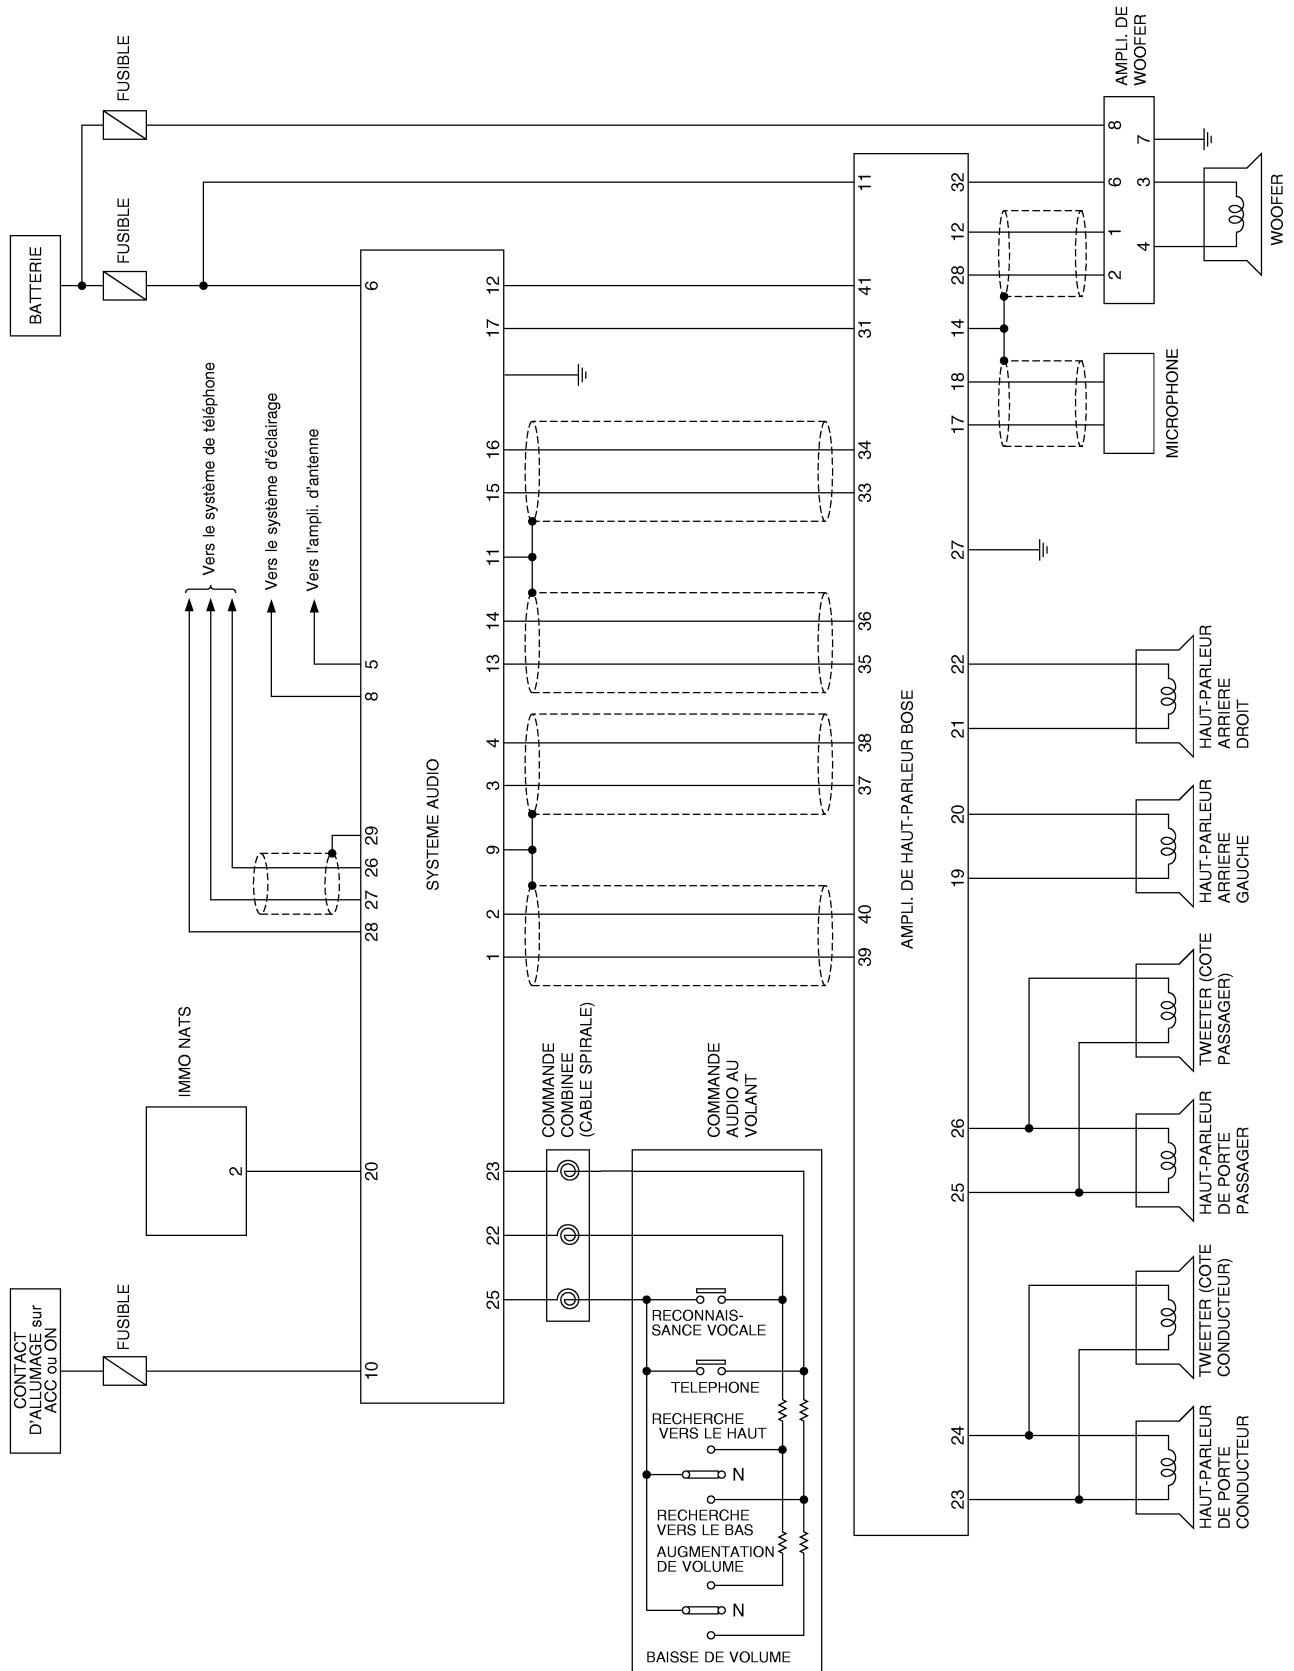 BATTERIE
FUSIBLE
FUSIBLE
Vers le système de téléphone
Vers le système d'éclairage
Vers l'ampli. d'antenne
IMMO NATS
2
CONTACT
D'ALLUMAGE sur
ACC ou ON
FUSIBLE
6
5
8
29
26
27
28
20
10
SYSTEME AUDIO
12
17
16
15
11
14
13
4
3
9
2
1
23
22
25
COMMANDE
COMBINEE
(CABLE SPIRALE)
COMMANDE
AUDIO AU
VOLANT
RECONNAIS-
SANCE VOCALE
TELEPHONE
RECHERCHE
VERS LE HAUT
N
RECHERCHE
VERS LE BAS
AUGMENTATION
DE VOLUME
N
BAISSE DE VOLUME
11
41
31
34
33
36
35
38
37
40
39
AMPLI. DE HAUT-PARLEUR BOSE
32
12
28
14
18
17
27
22
21
20
19
26
25
24
23
AMPLI. DE
WOOFER
8
7
6
3
1
4
2
WOOFER
MICROPHONE
HAUT-PARLEUR
ARRIERE
DROIT
HAUT-PARLEUR
ARRIERE
GAUCHE
TWEETER (COTE
PASSAGER)
HAUT-PARLEUR
DE PORTE
PASSAGER
TWEETER (COTE
CONDUCTEUR)
HAUT-PARLEUR
DE PORTE
CONDUCTEUR